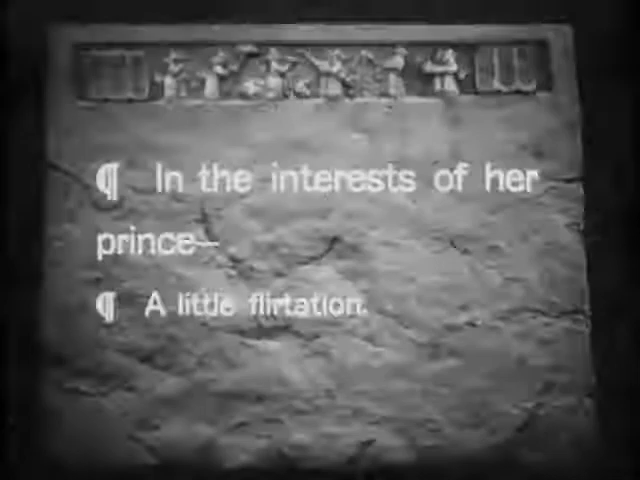 ¶ In the interests of her
prince—
¶ A little flirtation.